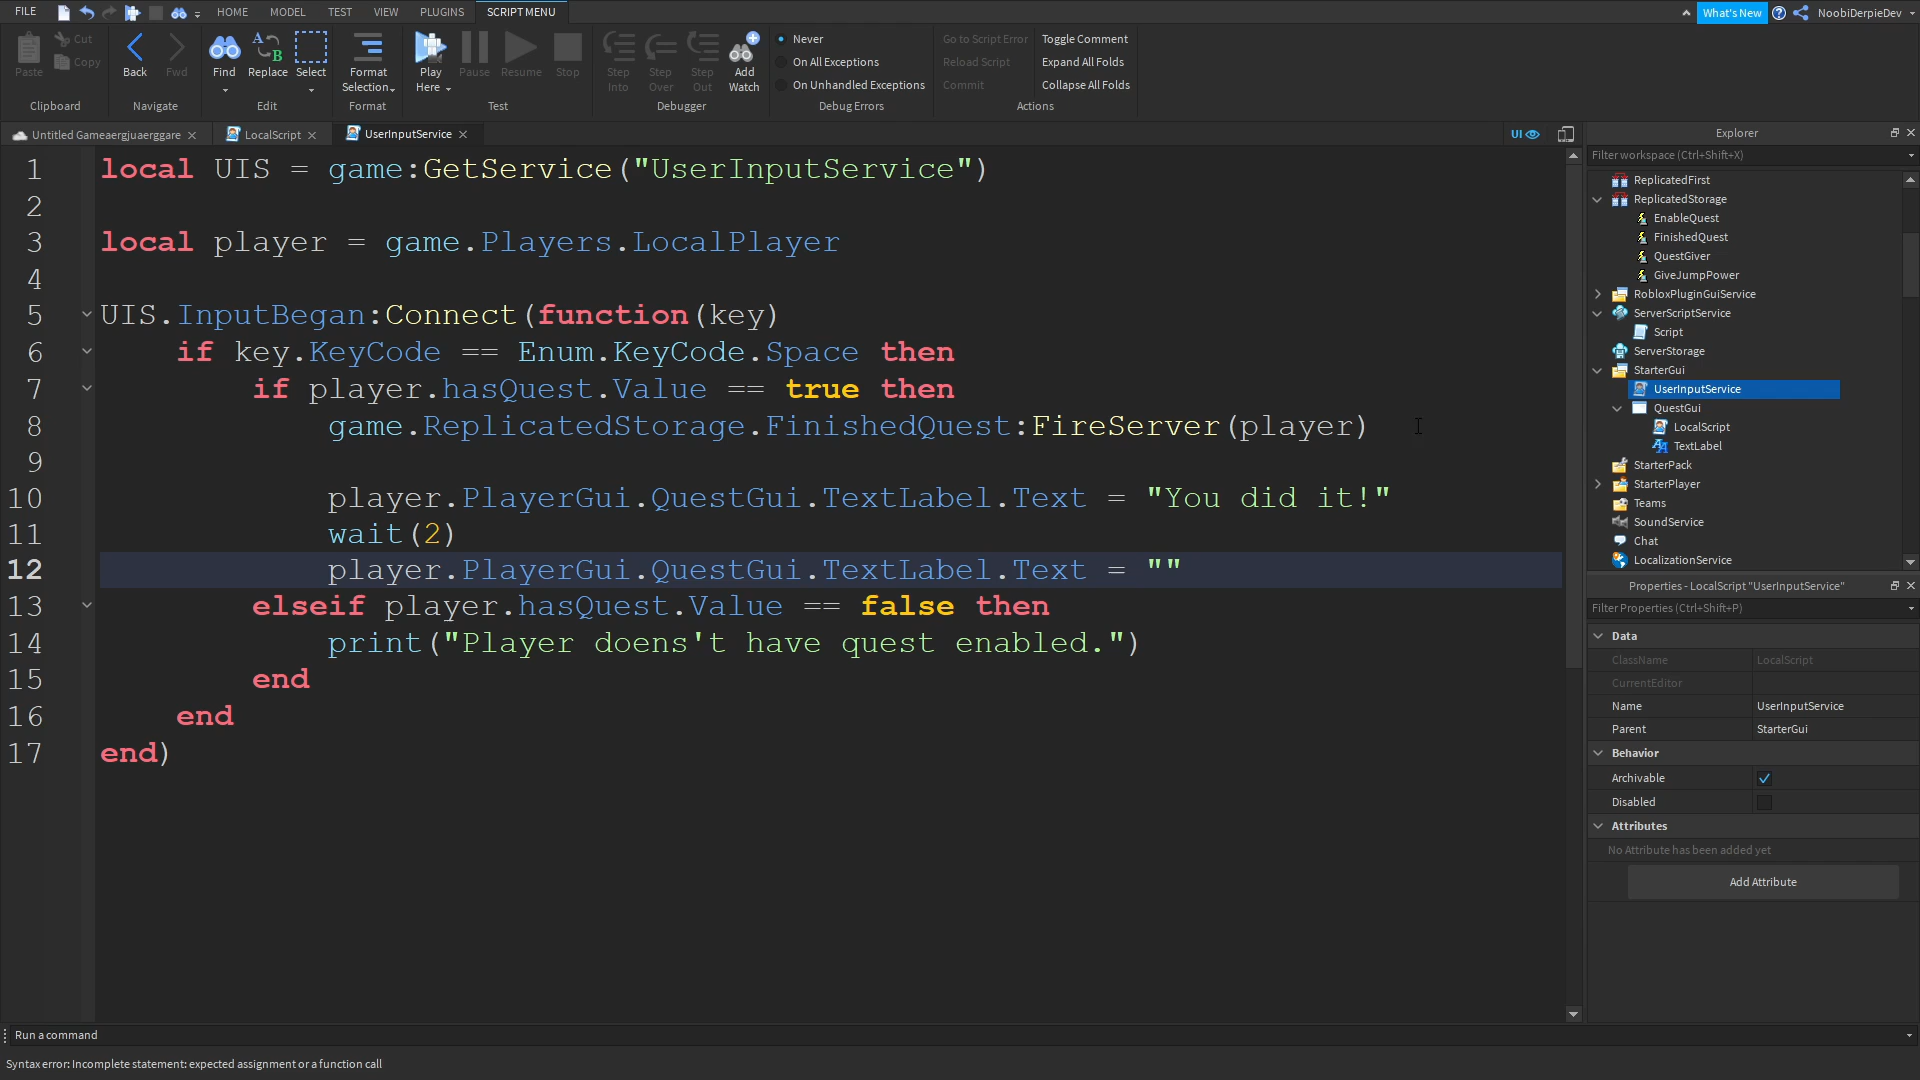 FILE HOME MODEL TEST VIEW PLUGINS SCRIPT MENU What's New NoobiDerpieDev
Paste Cut Copy Clipboard
Back Fwd Navigate
Find Replace Select Edit
Format Selection Format
Play Here Pause Resume Stop Test
Step Into Step Over Step Out Add Watch Debugger
Never
On All Exceptions
On Unhandled Exceptions
Debug Errors
Go to Script Error Toggle Comment
Reload Script Expand All Folds
Commit Collapse All Folds
Actions
Untitled Gameaergjuaerggare LocalScript UserInputService UI
1 local UIS = game:GetService("UserInputService")
2
3 local player = game.Players.LocalPlayer
4
5 UIS.InputBegan:Connect(function(key)
6 if key.KeyCode == Enum.KeyCode.Space then
7 if player.hasQuest.Value == true then
8 game.ReplicatedStorage.FinishedQuest:FireServer(player)
9
10 player.PlayerGui.QuestGui.TextLabel.Text = "You did it!"
11 wait(2)
12 player.PlayerGui.QuestGui.TextLabel.Text = ""
13 elseif player.hasQuest.Value == false then
14 print("Player doens't have quest enabled.")
15 end
16 end
17 end)
Explorer
Filter workspace (Ctrl+Shift+X)
ReplicatedFirst
ReplicatedStorage
EnableQuest
FinishedQuest
QuestGiver
GiveJumpPower
RobloxPluginGuiService
ServerScriptService
Script
ServerStorage
StarterGui
UserInputService
QuestGui
LocalScript
TextLabel
StarterPack
StarterPlayer
Teams
SoundService
Chat
LocalizationService
Properties - LocalScript "UserInputService"
Filter Properties (Ctrl+Shift+P)
Data
ClassName LocalScript
CurrentEditor
Name UserInputService
Parent StarterGui
Behavior
Archivable
Disabled
Attributes
No Attribute has been added yet
Add Attribute
Run a command
Syntax error: Incomplete statement: expected assignment or a function call